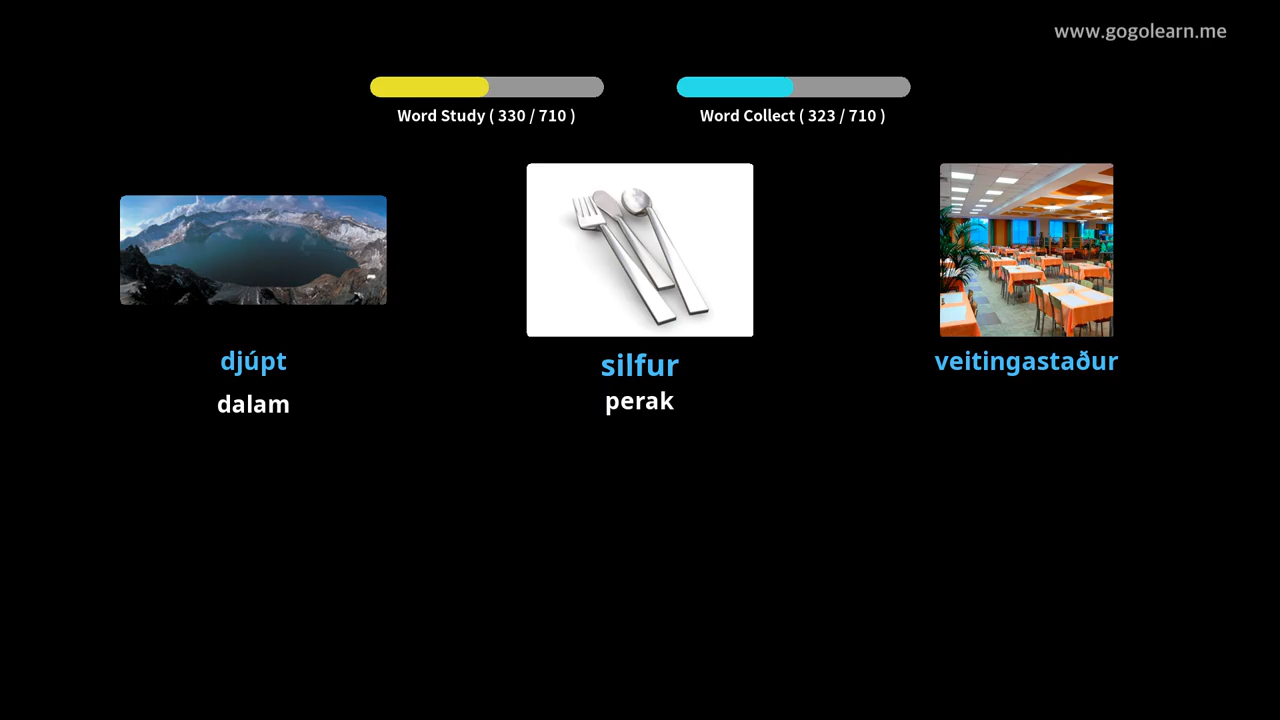 www.gogolearn.me
Word Study ( 330 / 710 )
Word Collect ( 323 / 710 )
djúpt
dalam
silfur
perak
veitingastaður